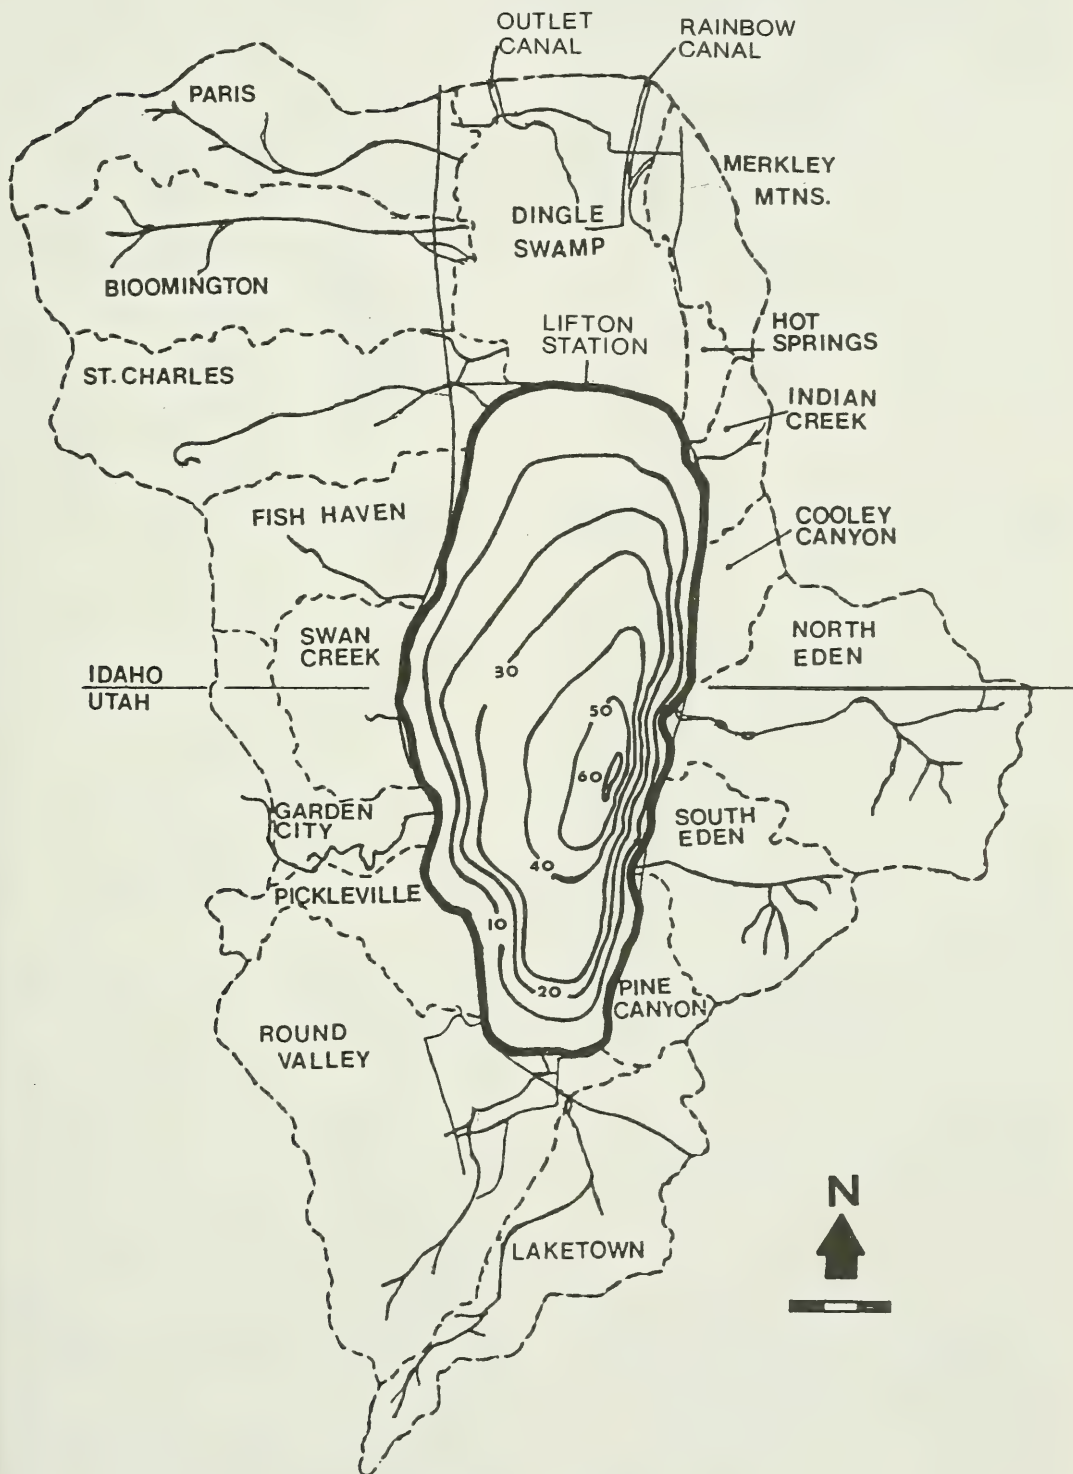 OUTLET
CANAL
RAINBOW
CANAL
PARIS
MERKLEY
MTNS.
DINGLE
SWAMP
BIOOMINGTON
LIFTON
STATION
HOT
SPRINGS
ST. CHARLES
INDIAN
CREEK
FISH HAVEN
COOLEY
CANYON
SWAN
CREEK
NORTH
EDEN
30
IDAHO
UTAH
50
60
GARDEN
CITY
SOUTH
EDEN
40
PICKLEVILLE
10
20
PINE
CANYON
ROUND
VALLEY
N
LAKETOWN